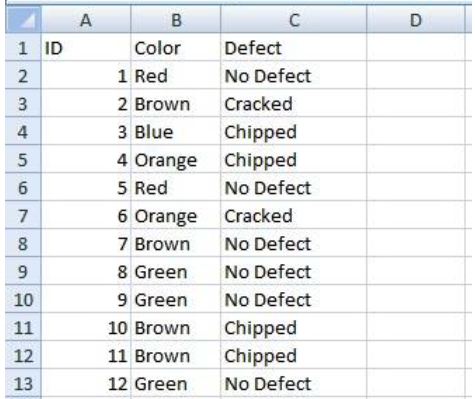 A B C D
1 ID Color Defect
2 1 Red No Defect
3 2 Brown Cracked
4 3 Blue Chipped
5 4 Orange Chipped
6 5 Red No Defect
7 6 Orange Cracked
8 7 Brown No Defect
9 8 Green No Defect
10 9 Green No Defect
11 10 Brown Chipped
12 11 Brown Chipped
13 12 Green No Defect